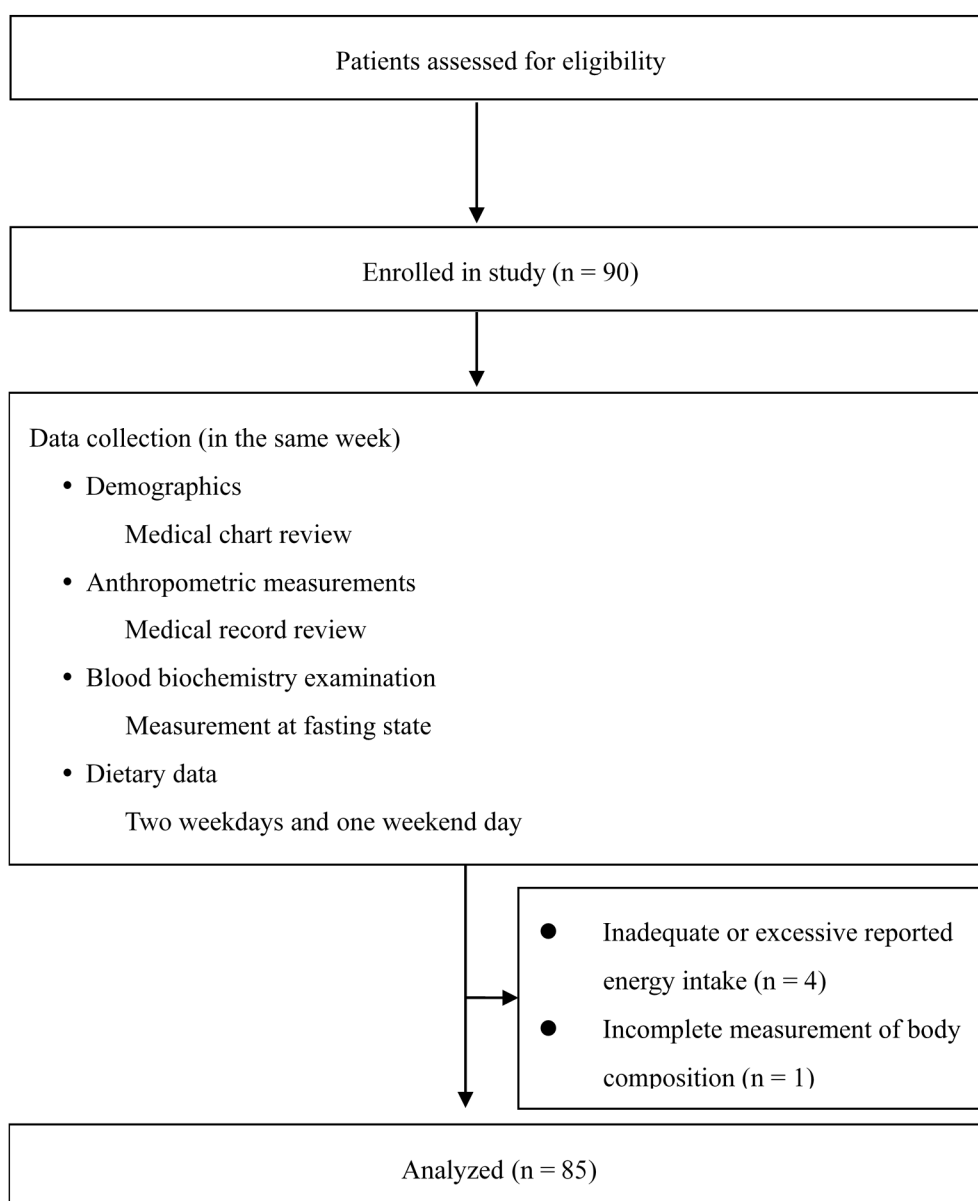 Patients assessed for eligibility
Enrolled in study (n = 90)
Data collection (in the same week)
• Demographics
Medical chart review
• Anthropometric measurements
Medical record review
• Blood biochemistry examination
Measurement at fasting state
• Dietary data
Two weekdays and one weekend day
● Inadequate or excessive reported
energy intake (n = 4)
● Incomplete measurement of body
composition (n = 1)
Analyzed (n = 85)